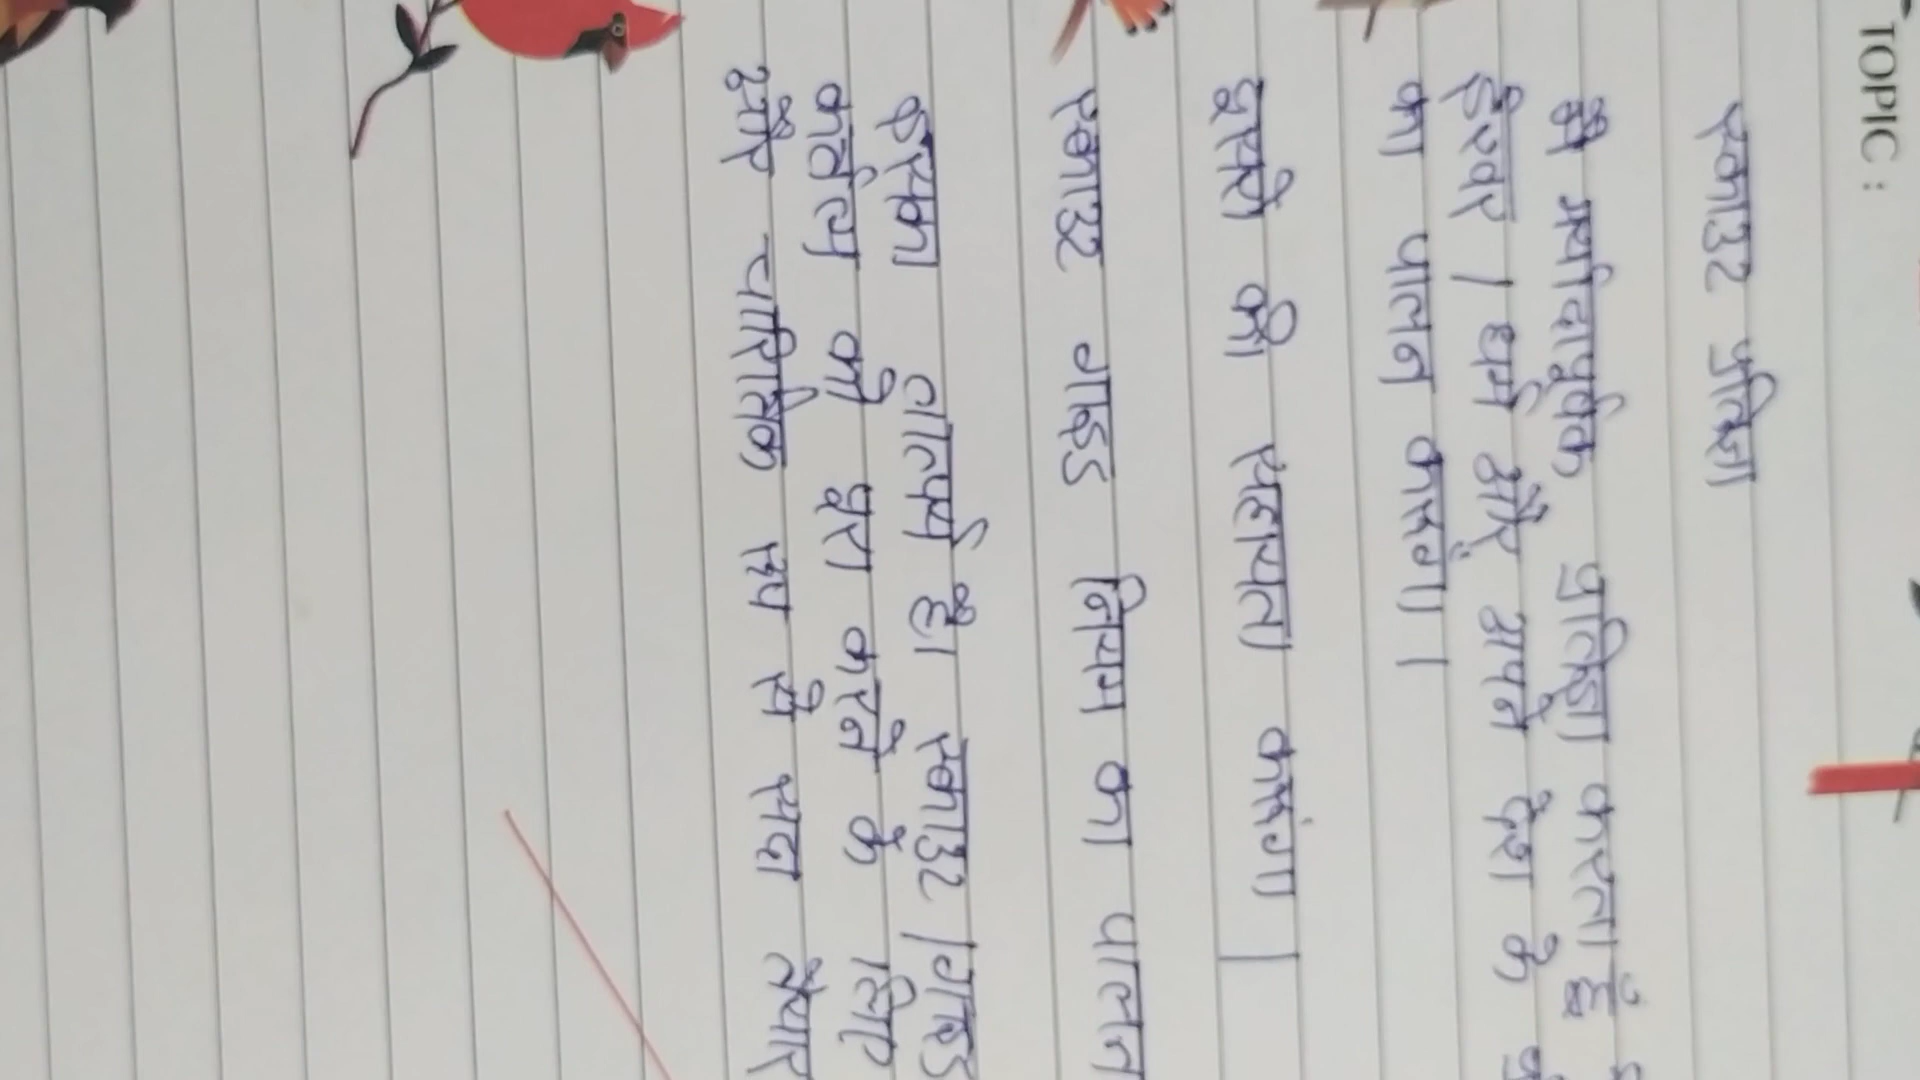 TOPIC :
स्काउट प्रतिज्ञा
मैं मर्यादापूर्वक प्रतिज्ञा करता हूँ
ईश्वर । धर्म और अपने देश के
का पालन करूंगा ।
दूसरो की सहायता करूंगा ।
स्काउट गाइड नियम का पालन
इसका तात्पर्य है। स्काउट /गाइड
कर्तव्य को पूरा करने के लिए
और चारित्रिक रूप से सदा तैयार